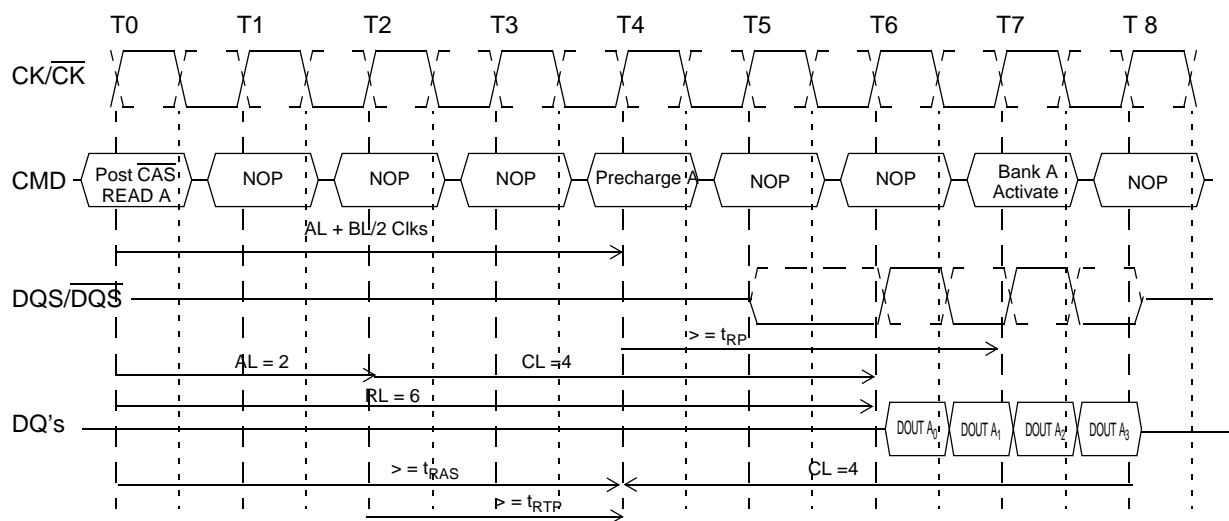 T0 T1 T2 T3 T4 T5 T6 T7 T 8
CK/CK
CMD
Post CAS READ A
NOP
NOP
NOP
Precharge A
NOP
NOP
Bank A Activate
NOP
AL + BL/2 Clks
DQS/DQS
> = tRP
AL = 2
CL =4
RL = 6
DQ's
DOUT A0
DOUT A1
DOUT A2
DOUT A3
> = tRAS
CL =4
> = tRTP